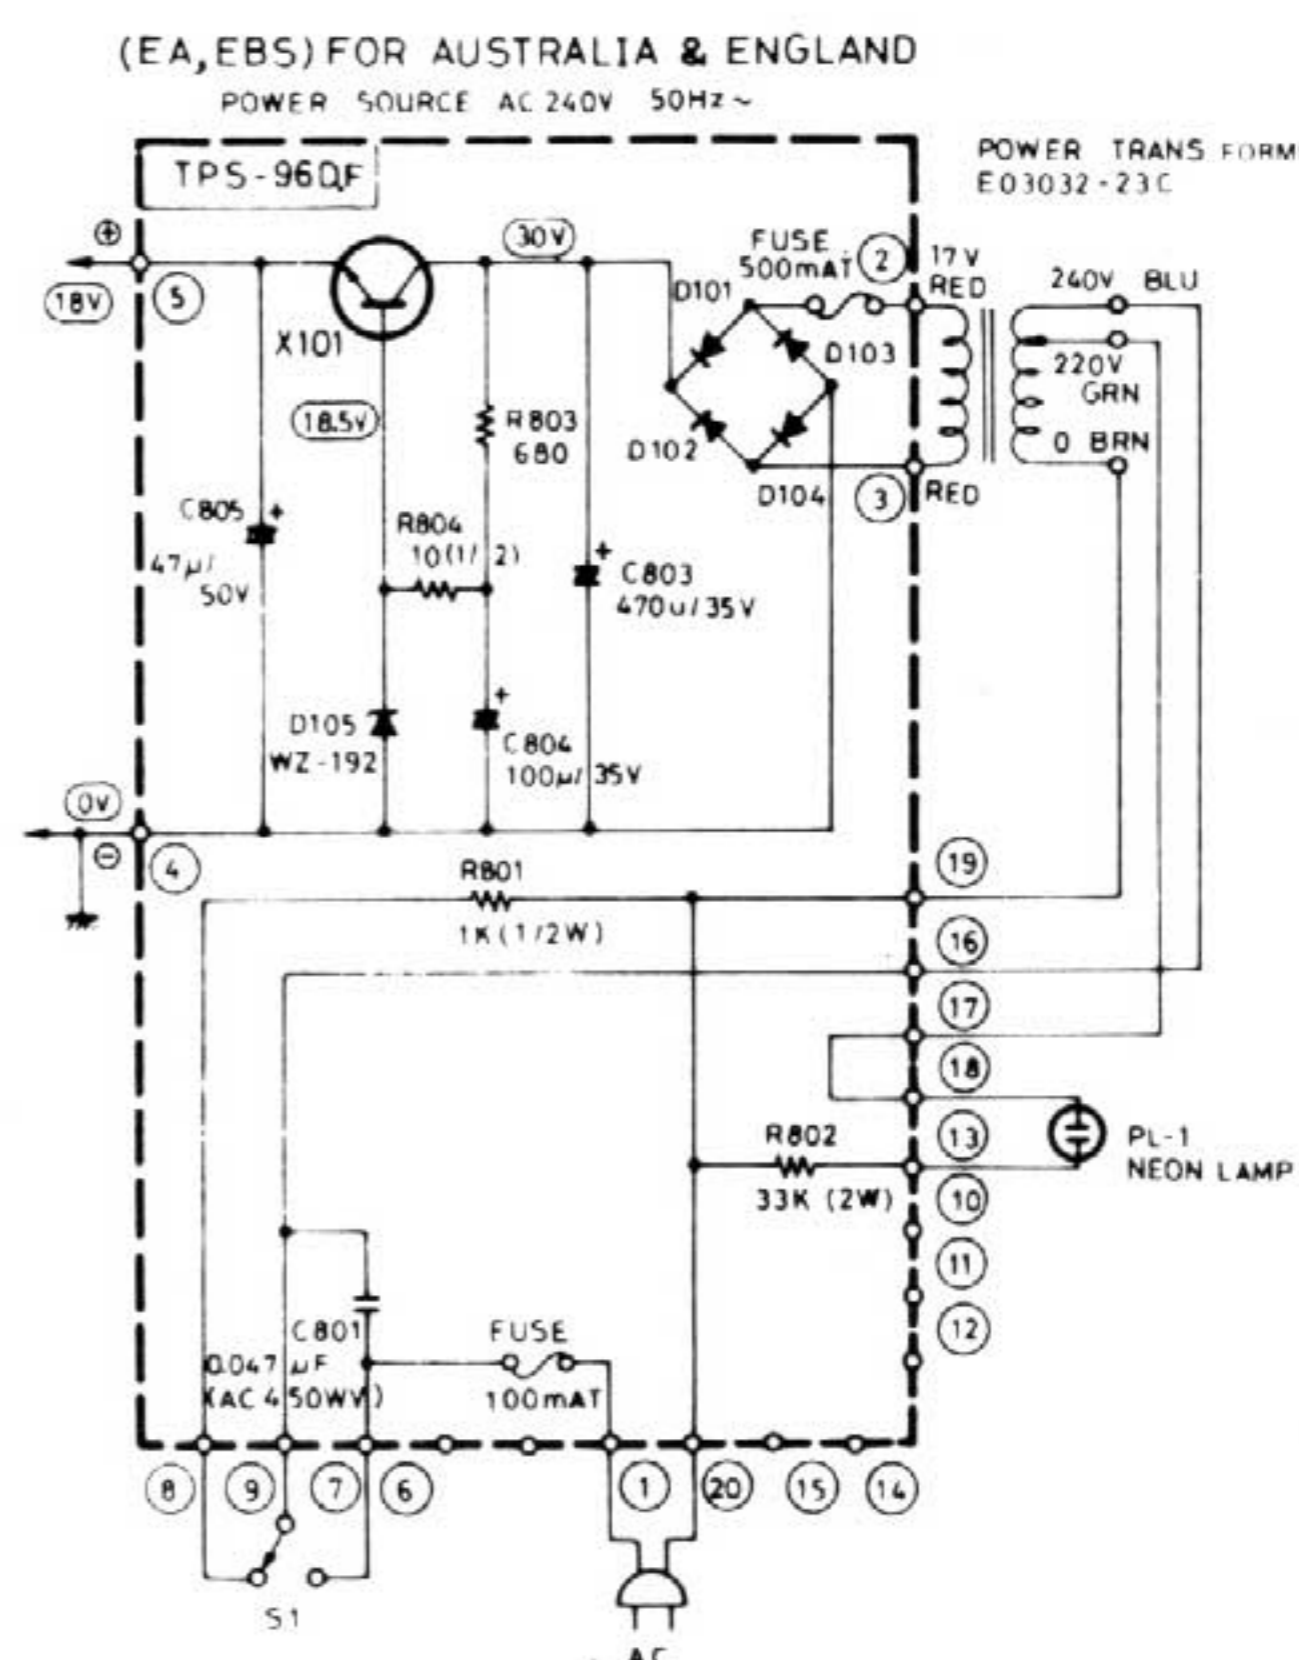 (EA,EBS) FOR AUSTRALIA & ENGLAND
POWER SOURCE AC 240V 50Hz ~
TPS-96DF
POWER TRANS FORM
E03032-23C
⊕
18V
5
X101
30V
FUSE
500mAT
2
17V
RED
240V BLU
D101
D103
220V
GRN
0 BRN
18.5V
R803
680
D102
D104
3
RED
C805
47μ/
50V
R804
10(1/2)
C803
470u/35V
D105
WZ-192
C804
100μ/35V
0V
⊖
4
R801
1K(1/2W)
19
16
17
18
R802
33K (2W)
13
PL-1
NEON LAMP
10
11
12
C801
0.047 μF
(AC 450WV)
FUSE
100mAT
8
9
7
6
1
20
15
14
S1
AC